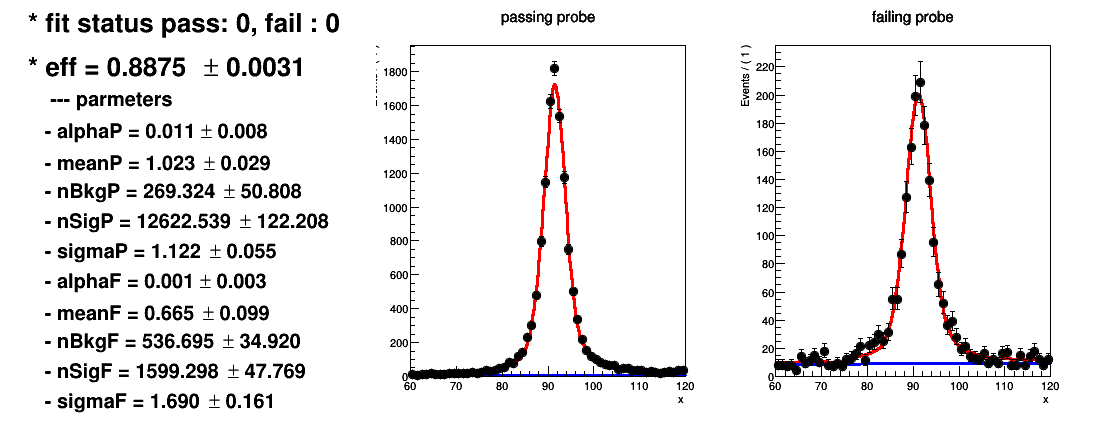 * fit status pass: 0, fail : 0
* eff = 0.8875 ± 0.0031
--- parmeters
- alphaP = 0.011 ± 0.008
- meanP = 1.023 ± 0.029
- nBkgP = 269.324 ± 50.808
- nSigP = 12622.539 ± 122.208
- sigmaP = 1.122 ± 0.055
- alphaF = 0.001 ± 0.003
- meanF = 0.665 ± 0.099
- nBkgF = 536.695 ± 34.920
- nSigF = 1599.298 ± 47.769
- sigmaF = 1.690 ± 0.161
passing probe
1800
1600
1400
1200
1000
800
600
400
200
0
60 70 80 90 100 110 120
x
failing probe
Events / ( 1 )
220
200
180
160
140
120
100
80
60
40
20
0
60 70 80 90 100 110 120
x